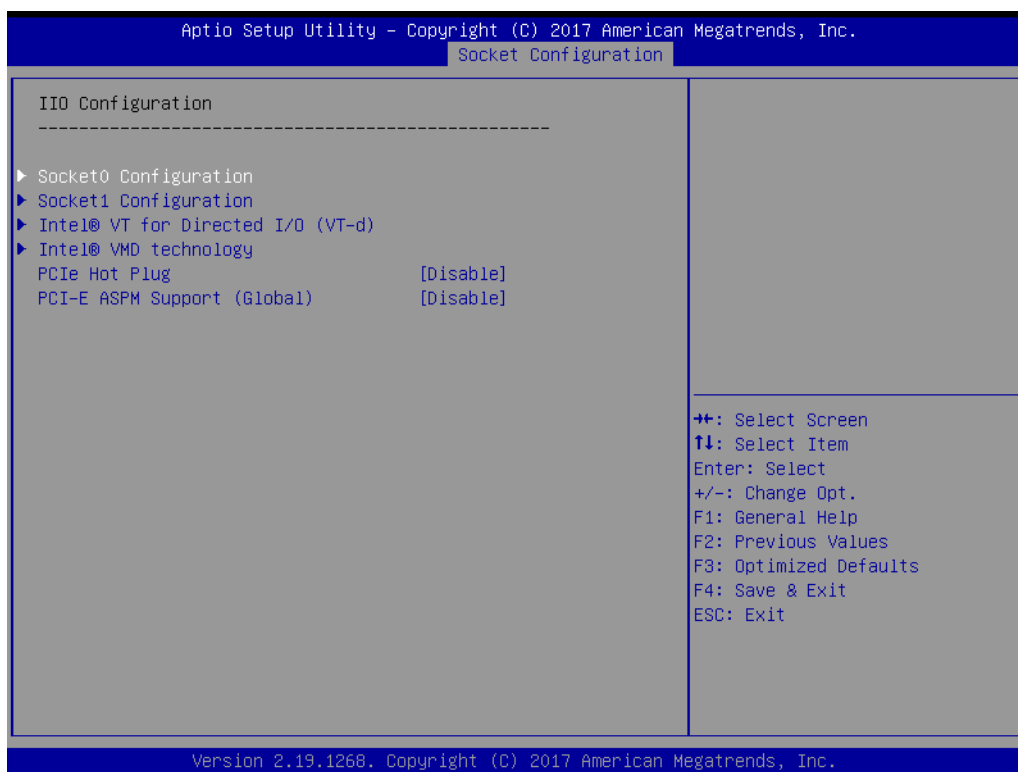 Aptio Setup Utility – Copyright (C) 2017 American Megatrends, Inc.
Socket Configuration
IIO Configuration
--------------------------------------------------
Socket0 Configuration
Socket1 Configuration
Intel® VT for Directed I/O (VT-d)
Intel® VMD technology
PCIe Hot Plug [Disable]
PCI-E ASPM Support (Global) [Disable]
→←: Select Screen
↑↓: Select Item
Enter: Select
+/-: Change Opt.
F1: General Help
F2: Previous Values
F3: Optimized Defaults
F4: Save & Exit
ESC: Exit
Version 2.19.1268. Copyright (C) 2017 American Megatrends, Inc.